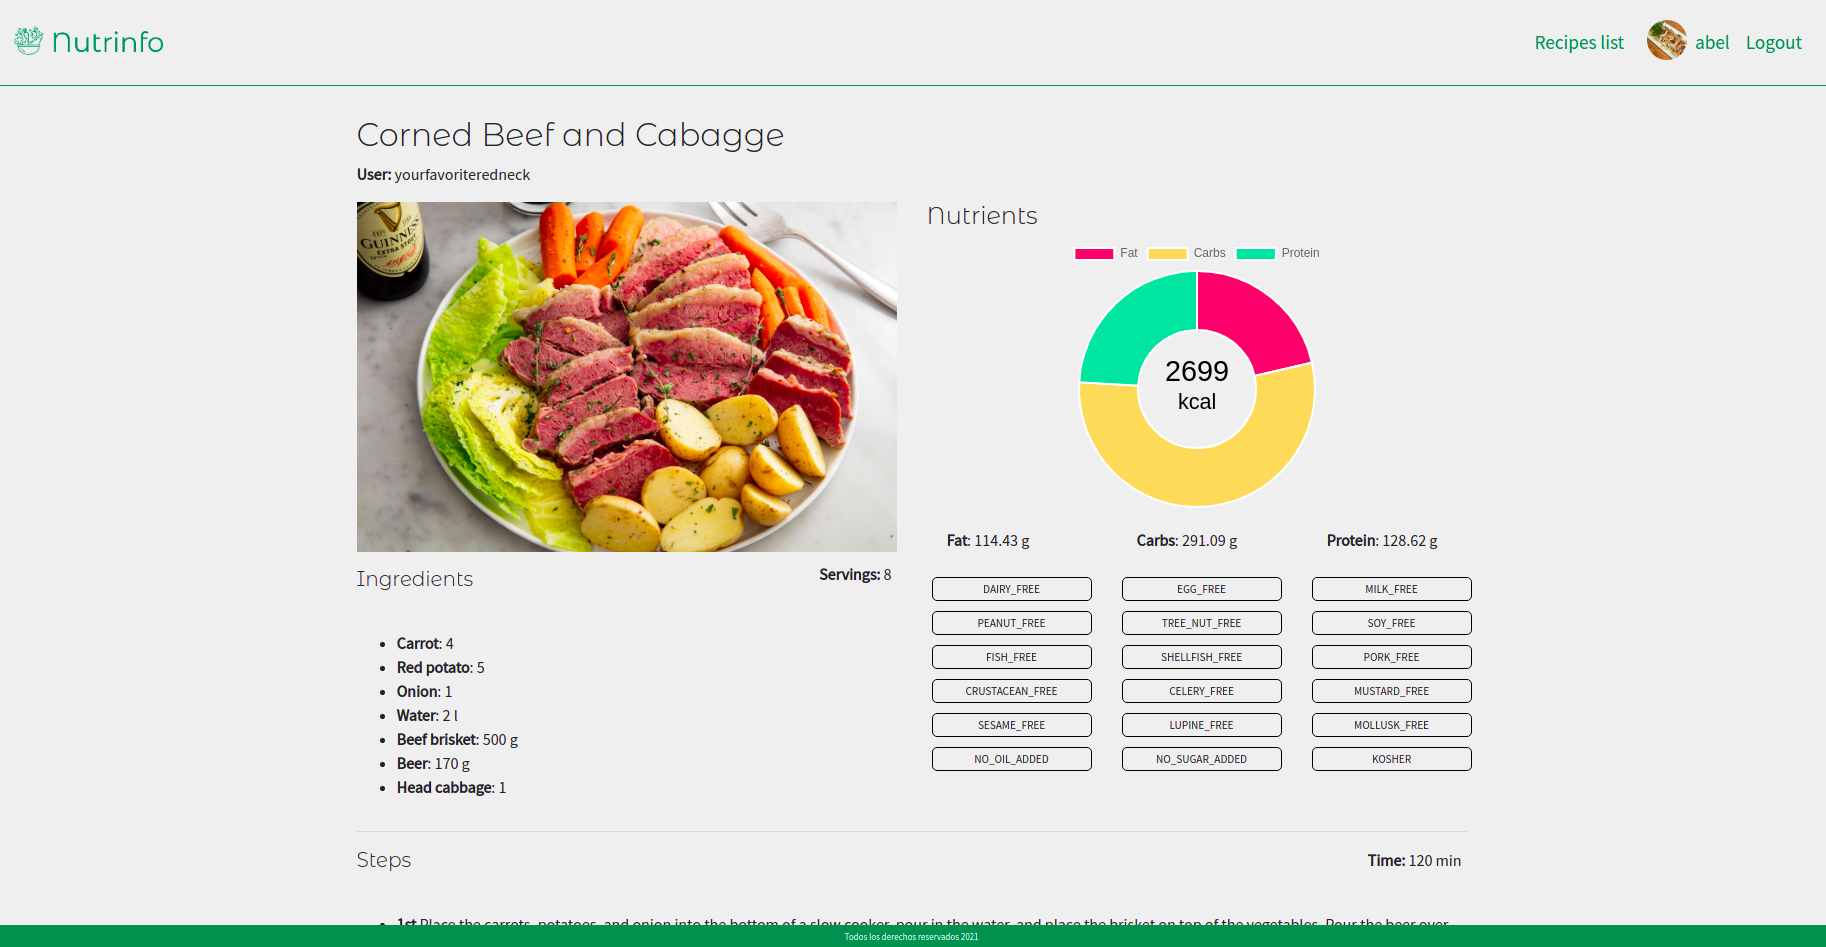 Nutrinfo
Recipes list abel Logout
Corned Beef and Cabagge
User: yourfavoriteredneck
GUINNESS
EXTRA STOUT
Nutrients
Fat Carbs Protein
2699
kcal
Fat: 114.43 g Carbs: 291.09 g Protein: 128.62 g
DAIRY_FREE EGG_FREE MILK_FREE
PEANUT_FREE TREE_NUT_FREE SOY_FREE
FISH_FREE SHELLFISH_FREE PORK_FREE
CRUSTACEAN_FREE CELERY_FREE MUSTARD_FREE
SESAME_FREE LUPINE_FREE MOLLUSK_FREE
NO_OIL_ADDED NO_SUGAR_ADDED KOSHER
Ingredients
Servings: 8
Carrot: 4
Red potato: 5
Onion: 1
Water: 2 l
Beef brisket: 500 g
Beer: 170 g
Head cabbage: 1
Steps
Time: 120 min
1st Place the carrots, potatoes, and onion into the bottom of a slow cooker, pour in the water, and place the brisket on top of the vegetables. Pour the beer over
Todos los derechos reservados 2021